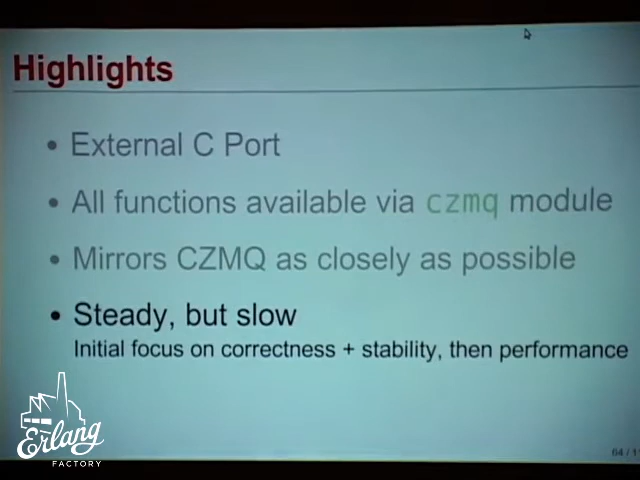 Highlights
• External C Port
• All functions available via czmq module
• Mirrors CZMQ as closely as possible
• Steady, but slow
Initial focus on correctness + stability, then performance
Erlang
FACTORY